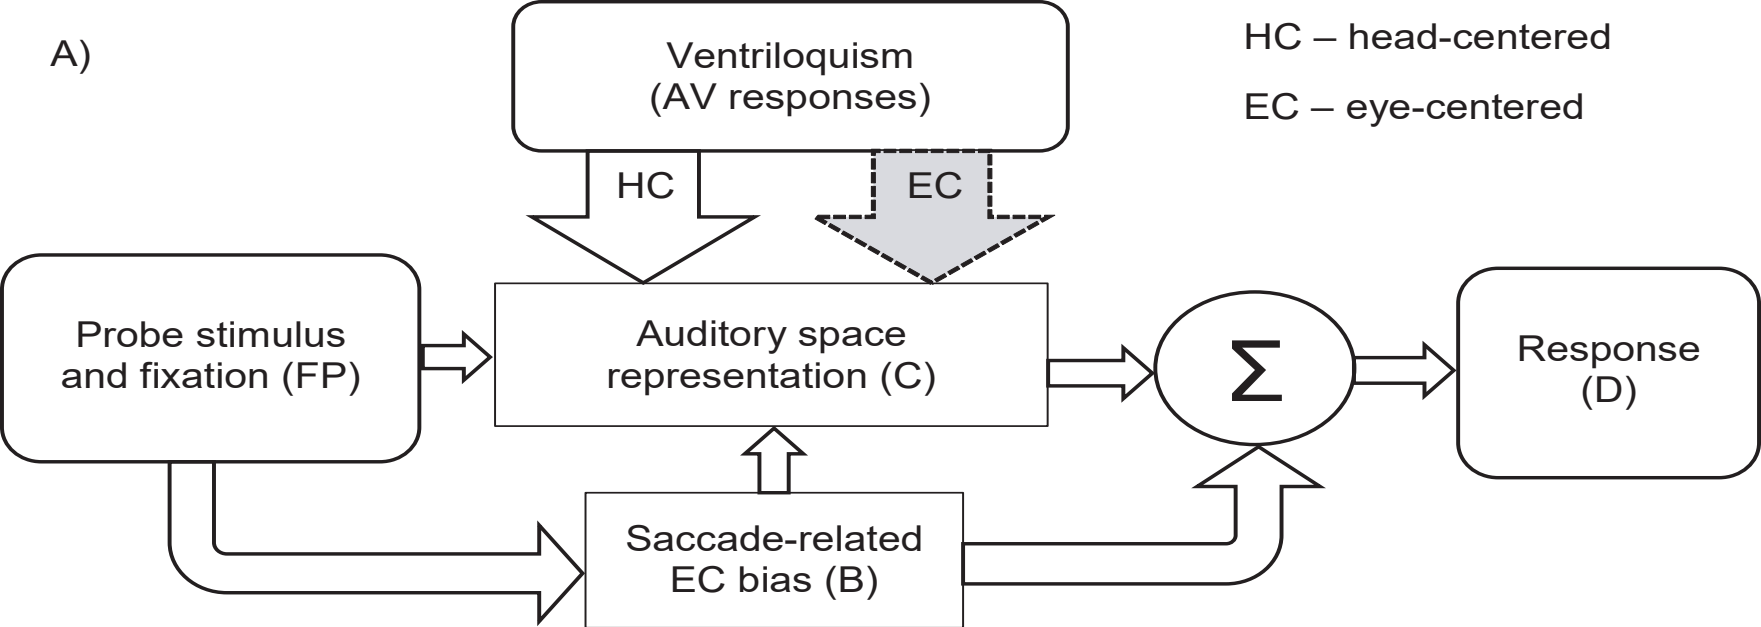 A)
Ventriloquism
(AV responses)
HC – head-centered
EC – eye-centered
HC
EC
Probe stimulus
and fixation (FP)
Auditory space
representation (C)
Σ
Response
(D)
Saccade-related
EC bias (B)